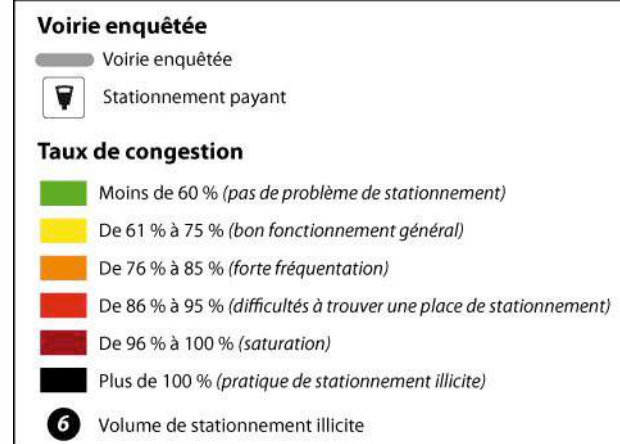 Voirie enquêtée
Voirie enquêtée
Stationnement payant
Taux de congestion
Moins de 60 % (pas de problème de stationnement)
De 61 % à 75 % (bon fonctionnement général)
De 76 % à 85 % (forte fréquentation)
De 86 % à 95 % (difficultés à trouver une place de stationnement)
De 96 % à 100 % (saturation)
Plus de 100 % (pratique de stationnement illicite)
6 Volume de stationnement illicite